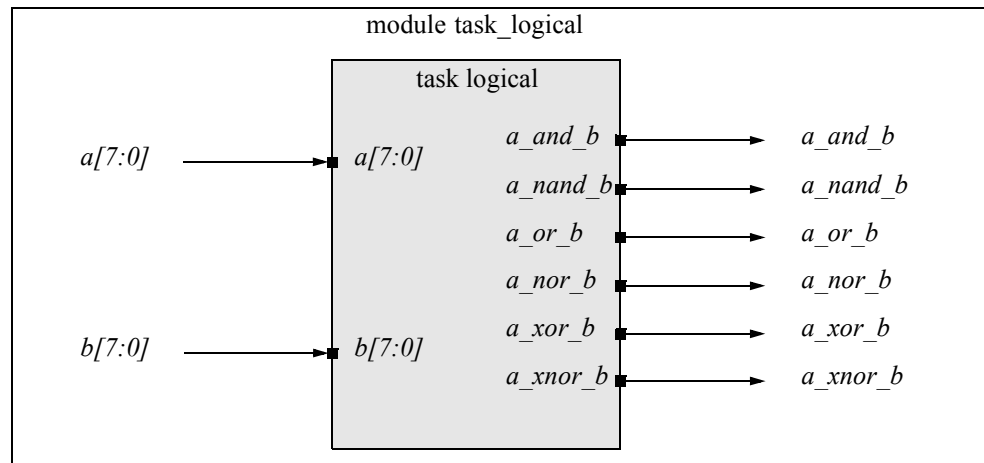 module task_logical
task logical
a[7:0]
a[7:0]
b[7:0]
b[7:0]
a_and_b
a_and_b
a_nand_b
a_nand_b
a_or_b
a_or_b
a_nor_b
a_nor_b
a_xor_b
a_xor_b
a_xnor_b
a_xnor_b